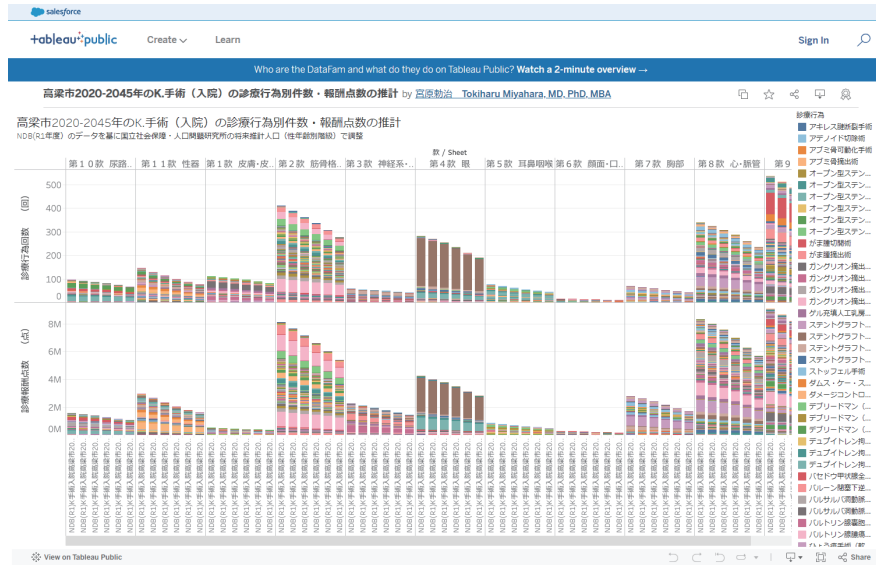 salesforce
+ableau public
Create
Learn
Sign In
Who are the DataFam and what do they do on Tableau Public? Watch a 2-minute overview →
高梁市2020-2045年のK.手術（入院）の診療行為別件数・報酬点数の推計 by 宮原勅治 Tokiharu Miyahara, MD, PhD, MBA
高梁市2020-2045年のK.手術（入院）の診療行為別件数・報酬点数の推計
NDB(R1年度）のデータを基に国立社会保障・人口問題研究所の将来推計人口（性年齢別階級）で調整
款 / Sheet
第１０款 尿路..
第１１款 性器
第１款 皮膚・皮..
第２款 筋骨格..
第３款 神経系・..
第４款 眼
第５款 耳鼻咽喉
第６款 顔面・口..
第７款 胸部
第８款 心・脈管
第９
診療行為回数 （回）
500
400
300
200
100
0
診療報酬点数 （点）
8M
6M
4M
2M
0M
診療行為
アキレス腱断裂手術
アデノイド切除術
アブミ骨可動化手術
アブミ骨摘出術
オープン型ステン...
オープン型ステン...
オープン型ステン...
オープン型ステン...
オープン型ステン...
オープン型ステン...
がま腫切開術
がま腫摘出術
ガングリオン摘出...
ガングリオン摘出...
ガングリオン摘出...
ガングリオン摘出...
ゲル充填人工乳房...
ステントグラフト...
ステントグラフト...
ステントグラフト...
ステントグラフト...
ストッフェル手術
ダムス・ケー・ス...
ダメージコントロ...
デブリードマン（...
デブリードマン（...
デブリードマン（...
デュプイトレン拘...
デュプイトレン拘...
デュプイトレン拘...
バセドウ甲状腺全...
バルーン閉塞下逆...
バルサルバ洞動脈...
バルサルバ洞動脈...
バルトリン腺嚢胞...
バルトリン腺膿瘍...
View on Tableau Public
Share